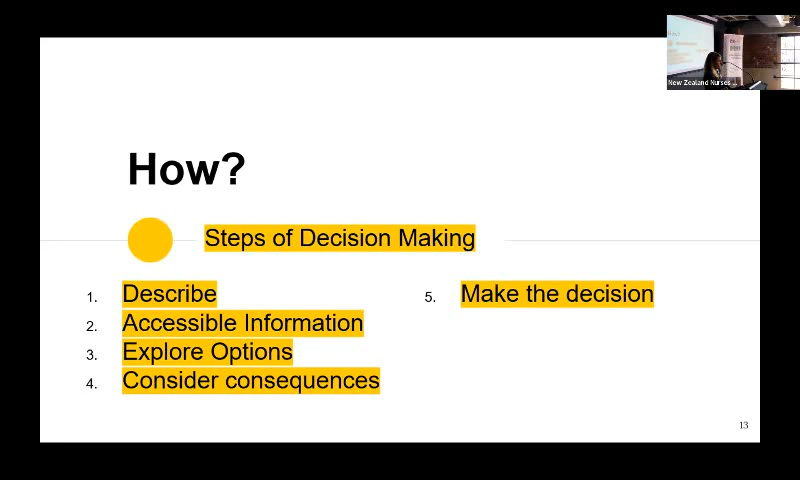 New Zealand Nurses ...
How?
Steps of Decision Making
1. Describe
2. Accessible Information
3. Explore Options
4. Consider consequences
5. Make the decision
13